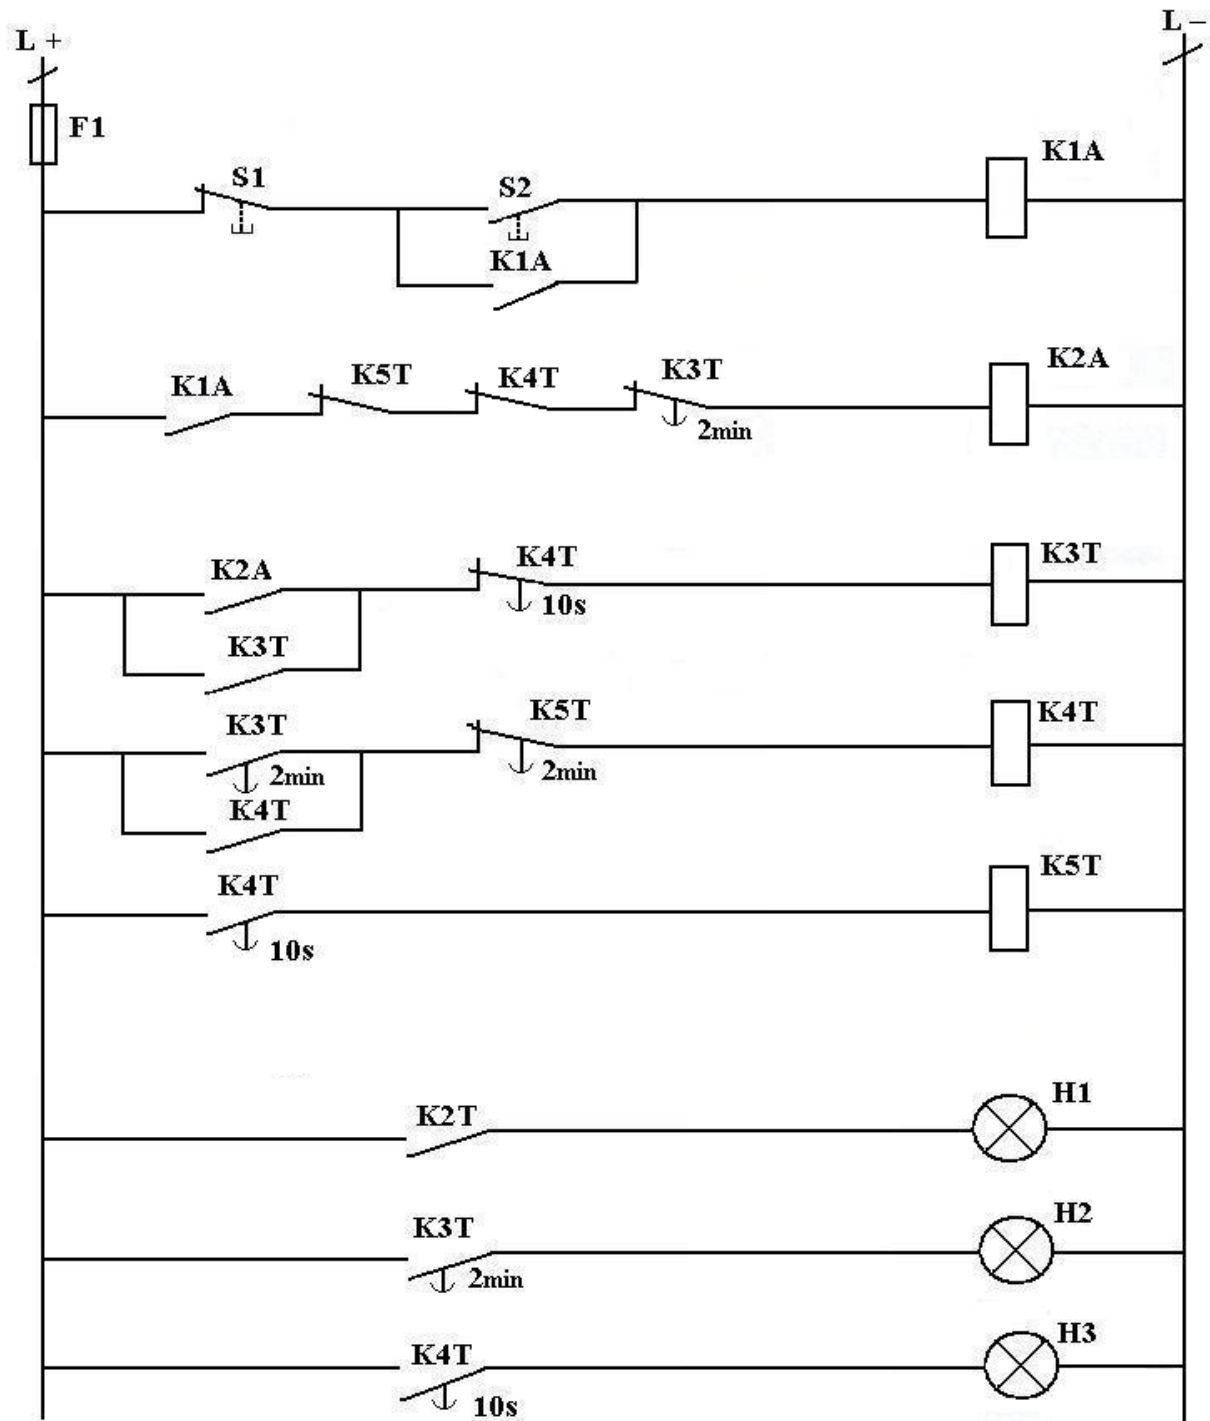 L + L –
F1
K1A
S1 S2
K1A
K2A
K1A K5T K4T K3T
2min
K3T
K2A K4T
10s
K3T
K4T
K3T K5T
2min 2min
K4T
K5T
K4T
10s
H1
K2T
H2
K3T
2min
H3
K4T
10s